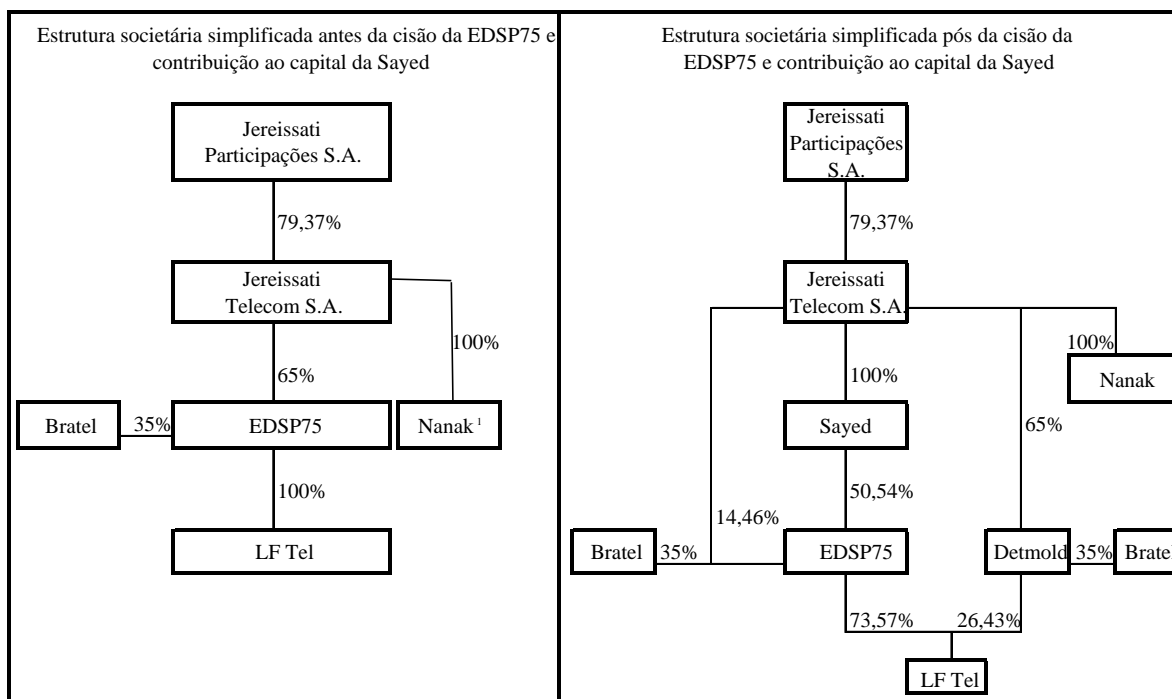 Estrutura societária simplificada antes da cisão da EDSP75 e
contribuição ao capital da Sayed
Jereissati
Participações S.A.
79,37%
Jereissati
Telecom S.A.
100%
65%
Bratel
35%
EDSP75
Nanak 1
100%
LF Tel
Estrutura societária simplificada pós da cisão da
EDSP75 e contribuição ao capital da Sayed
Jereissati
Participações
S.A.
79,37%
Jereissati
Telecom S.A.
100%
100%
Nanak
Sayed
65%
50,54%
14,46%
Bratel
35%
EDSP75
Detmold
35%
Bratel
73,57%
26,43%
LF Tel